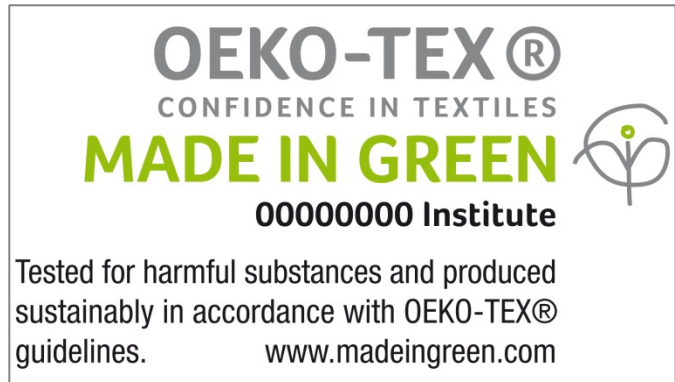 OEKO-TEX®
CONFIDENCE IN TEXTILES
MADE IN GREEN
00000000 Institute
Tested for harmful substances and produced
sustainably in accordance with OEKO-TEX®
guidelines. www.madeingreen.com